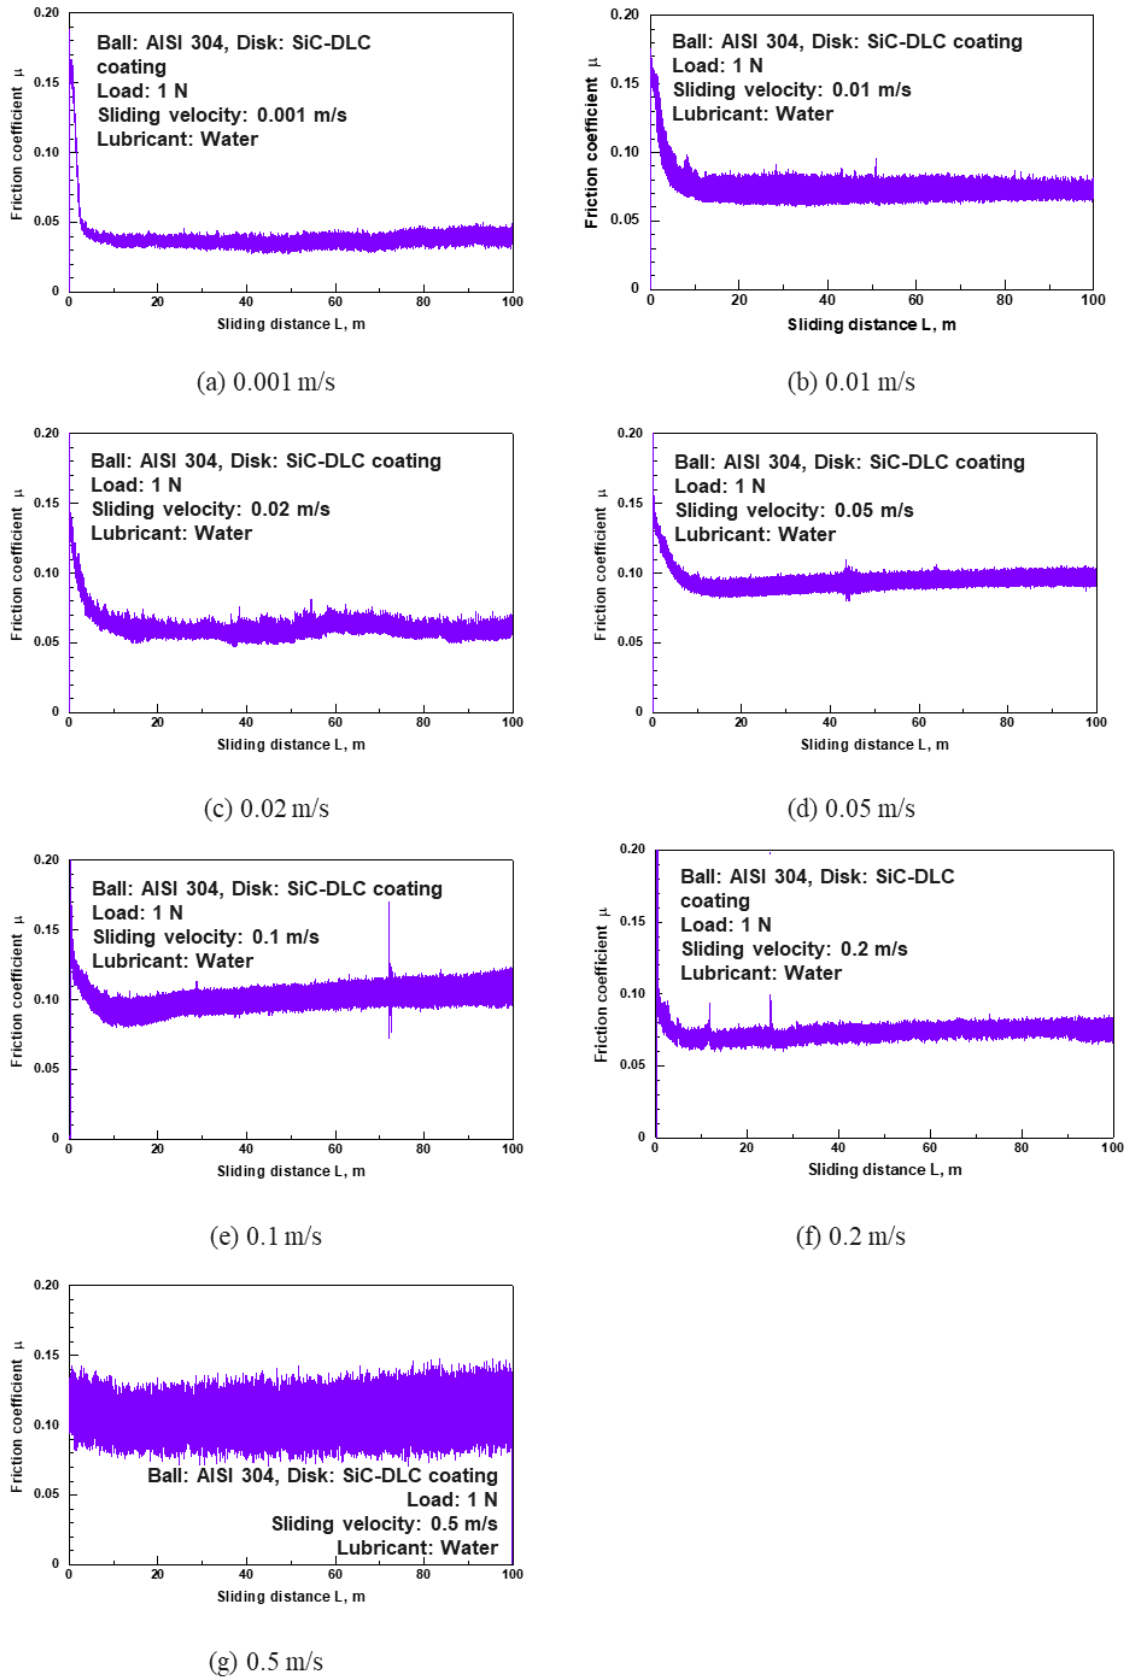 0.20
0.15
0.10
0.05
0
Friction coefficient μ
Ball: AISI 304, Disk: SiC-DLC
coating
Load: 1 N
Sliding velocity: 0.001 m/s
Lubricant: Water
0 20 40 60 80 100
Sliding distance L, m
(a) 0.001 m/s
0.20
0.15
0.10
0.05
0
Friction coefficient μ
Ball: AISI 304, Disk: SiC-DLC coating
Load: 1 N
Sliding velocity: 0.01 m/s
Lubricant: Water
0 20 40 60 80 100
Sliding distance L, m
(b) 0.01 m/s
0.20
0.15
0.10
0.05
0
Friction coefficient μ
Ball: AISI 304, Disk: SiC-DLC coating
Load: 1 N
Sliding velocity: 0.02 m/s
Lubricant: Water
0 20 40 60 80 100
Sliding distance L, m
(c) 0.02 m/s
0.20
0.15
0.10
0.05
0
Friction coefficient μ
Ball: AISI 304, Disk: SiC-DLC coating
Load: 1 N
Sliding velocity: 0.05 m/s
Lubricant: Water
0 20 40 60 80 100
Sliding distance L, m
(d) 0.05 m/s
0.20
0.15
0.10
0.05
0
Friction coefficient μ
Ball: AISI 304, Disk: SiC-DLC coating
Load: 1 N
Sliding velocity: 0.1 m/s
Lubricant: Water
0 20 40 60 80 100
Sliding distance L, m
(e) 0.1 m/s
0.20
0.15
0.10
0.05
0
Friction coefficient μ
Ball: AISI 304, Disk: SiC-DLC
coating
Load: 1 N
Sliding velocity: 0.2 m/s
Lubricant: Water
0 20 40 60 80 100
Sliding distance L, m
(f) 0.2 m/s
0.20
0.15
0.10
0.05
0
Friction coefficient μ
Ball: AISI 304, Disk: SiC-DLC coating
Load: 1 N
Sliding velocity: 0.5 m/s
Lubricant: Water
0 20 40 60 80 100
Sliding distance L, m
(g) 0.5 m/s